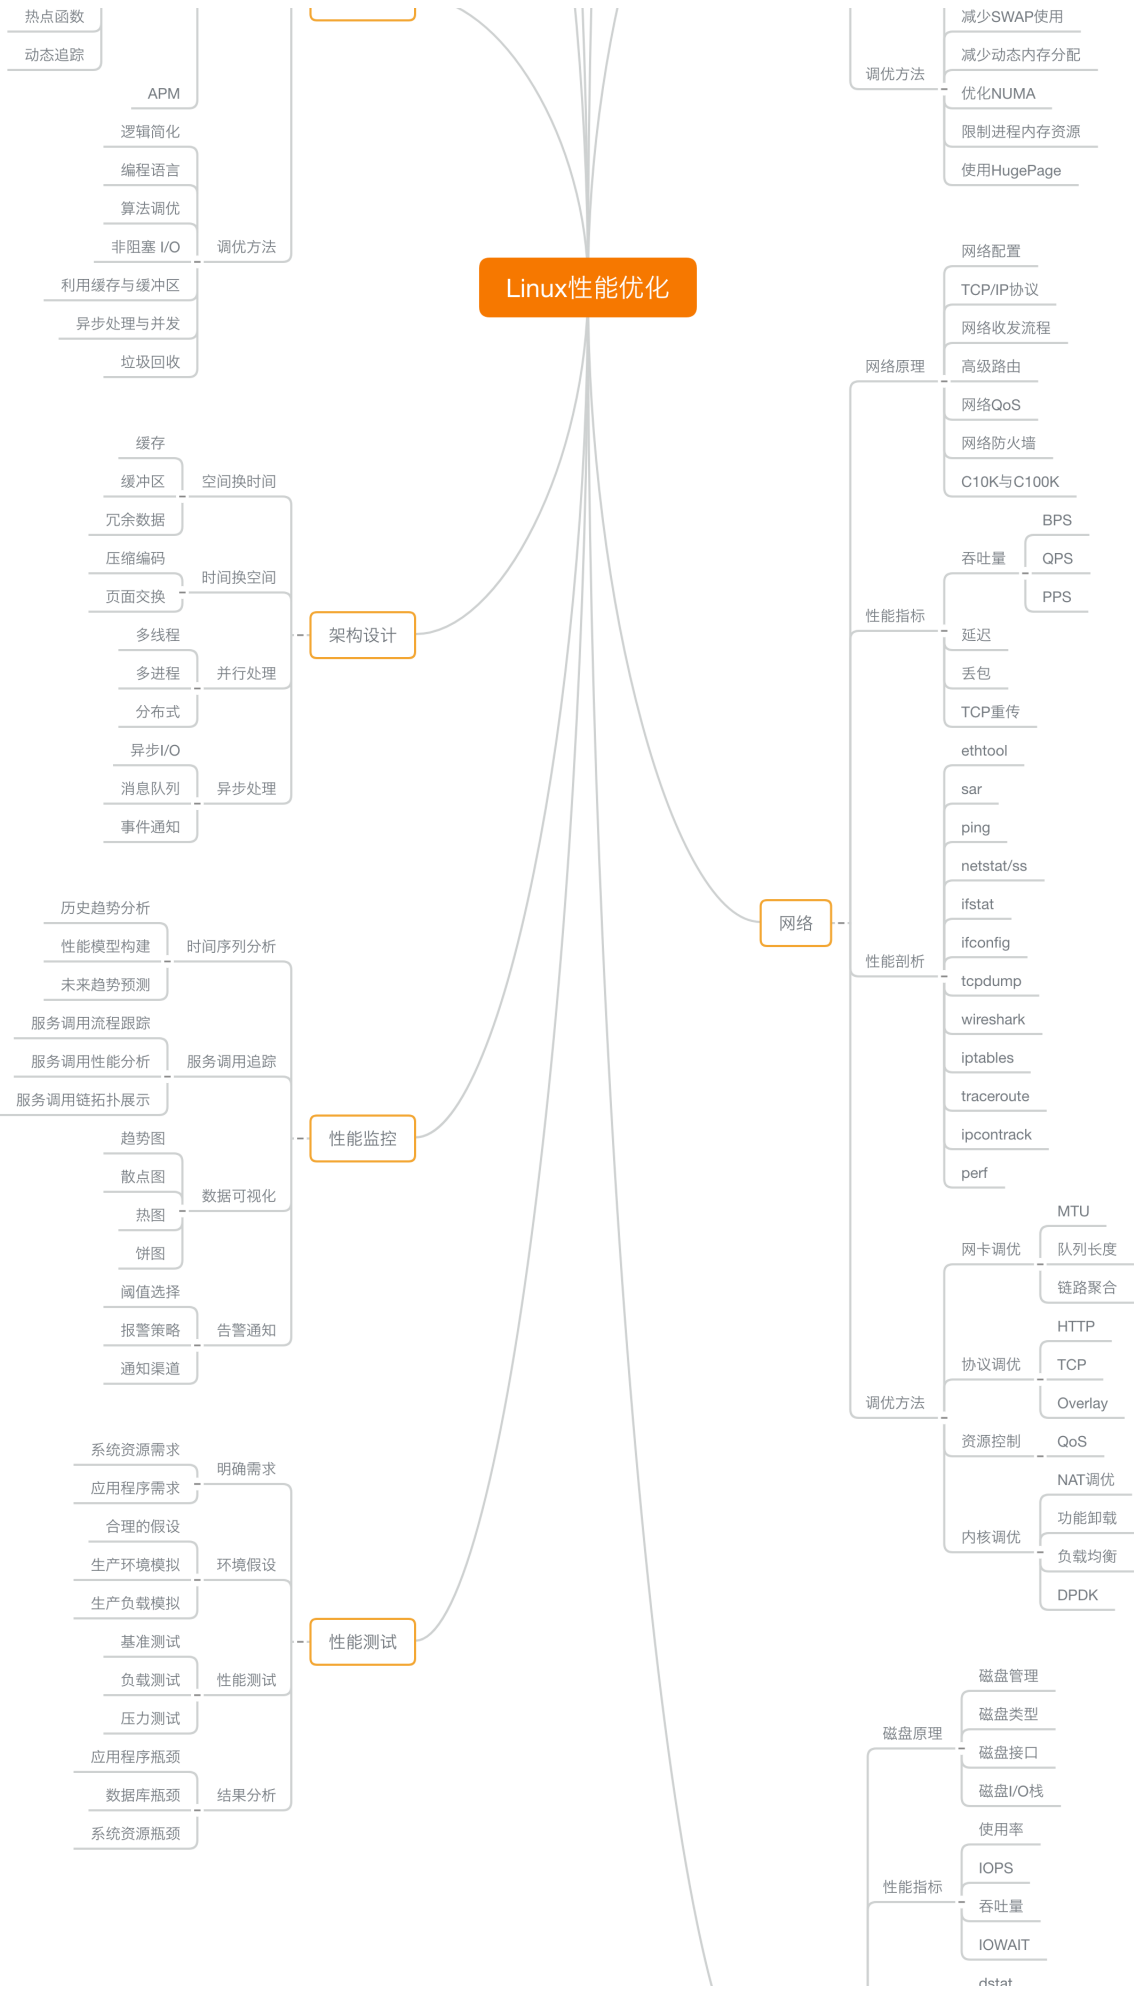 热点函数
动态追踪
APM
逻辑简化
编程语言
算法调优
非阻塞 I/O
调优方法
利用缓存与缓冲区
异步处理与并发
垃圾回收
缓存
缓冲区
空间换时间
冗余数据
压缩编码
时间换空间
页面交换
架构设计
多线程
多进程
并行处理
分布式
异步I/O
消息队列
异步处理
事件通知
历史趋势分析
性能模型构建
时间序列分析
未来趋势预测
服务调用流程跟踪
服务调用性能分析
服务调用追踪
服务调用链拓扑展示
性能监控
趋势图
散点图
数据可视化
热图
饼图
阈值选择
报警策略
告警通知
通知渠道
系统资源需求
明确需求
应用程序需求
合理的假设
生产环境模拟
环境假设
生产负载模拟
性能测试
基准测试
负载测试
性能测试
压力测试
应用程序瓶颈
数据库瓶颈
结果分析
系统资源瓶颈
Linux性能优化
减少SWAP使用
减少动态内存分配
调优方法
优化NUMA
限制进程内存资源
使用HugePage
网络配置
TCP/IP协议
网络收发流程
网络原理
高级路由
网络QoS
网络防火墙
C10K与C100K
BPS
吞吐量
QPS
PPS
性能指标
延迟
丢包
TCP重传
网络
ethtool
sar
ping
netstat/ss
ifstat
ifconfig
性能剖析
tcpdump
wireshark
iptables
traceroute
ipcontrack
perf
MTU
网卡调优
队列长度
链路聚合
HTTP
协议调优
TCP
Overlay
调优方法
资源控制
QoS
NAT调优
功能卸载
内核调优
负载均衡
DPDK
磁盘管理
磁盘类型
磁盘原理
磁盘接口
磁盘I/O栈
使用率
IOPS
性能指标
吞吐量
IOWAIT
dstat